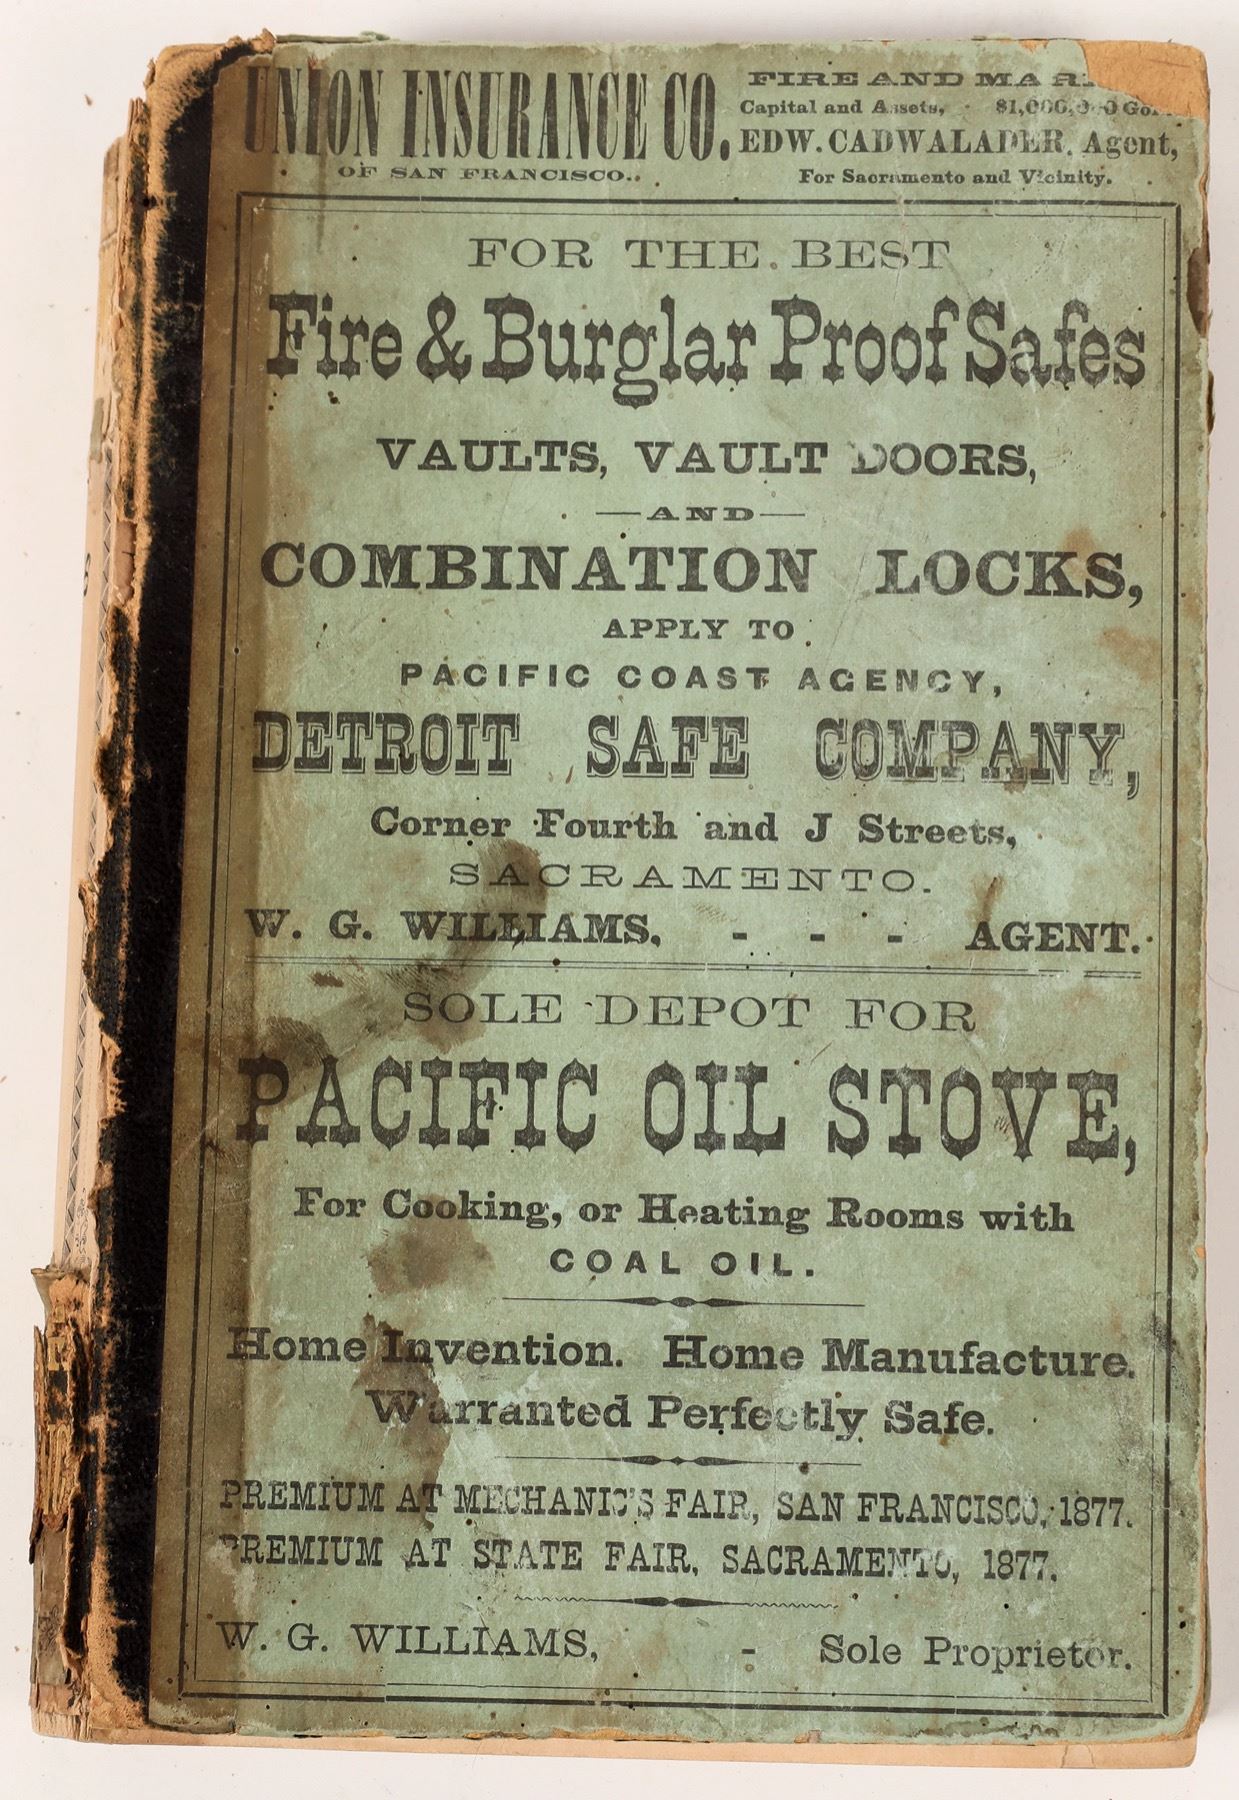 UNION INSURANCE CO.
OF SAN FRANCISCO.
FIRE AND
Capital and Assets, $1,000,000
EDW. CADWALADER, Agent,
For Sacramento and Vicinity.
FOR THE BEST
Fire & Burglar Proof Safes
VAULTS, VAULT DOORS,
—AND—
COMBINATION LOCKS,
APPLY TO
PACIFIC COAST AGENCY,
DETROIT SAFE COMPANY,
Corner Fourth and J Streets,
SACRAMENTO.
W. G. WILLIAMS, - - - AGENT.
SOLE DEPOT FOR
PACIFIC OIL STOVE,
For Cooking, or Heating Rooms with
COAL OIL.
Home Invention. Home Manufacture.
Warranted Perfectly Safe.
PREMIUM AT MECHANIC'S FAIR, SAN FRANCISCO, 1877.
PREMIUM AT STATE FAIR, SACRAMENTO, 1877.
W. G. WILLIAMS, - Sole Proprietor.